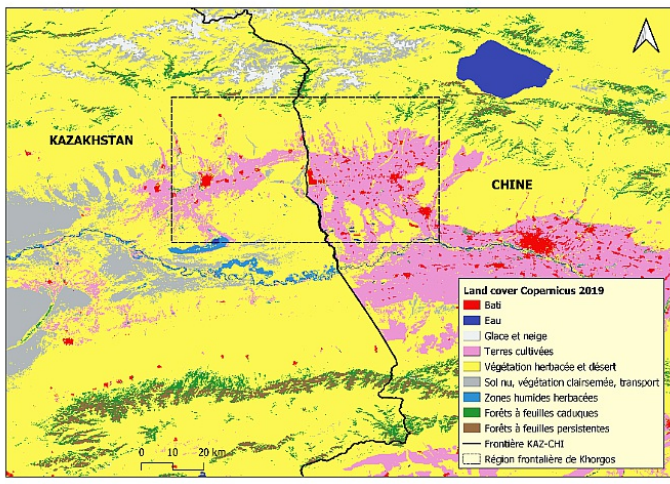 KAZAKHSTAN
CHINE
Land cover Copernicus 2019
Bati
Eau
Glace et neige
Terres cultivées
Végétation herbacée et désert
Sol nu, végétation clairsemée, transport
Zones humides herbacées
Forêts à feuilles caduques
Forêts à feuilles persistentes
Frontière KAZ-CHI
Région frontalière de Khorgos
0 10 20 km